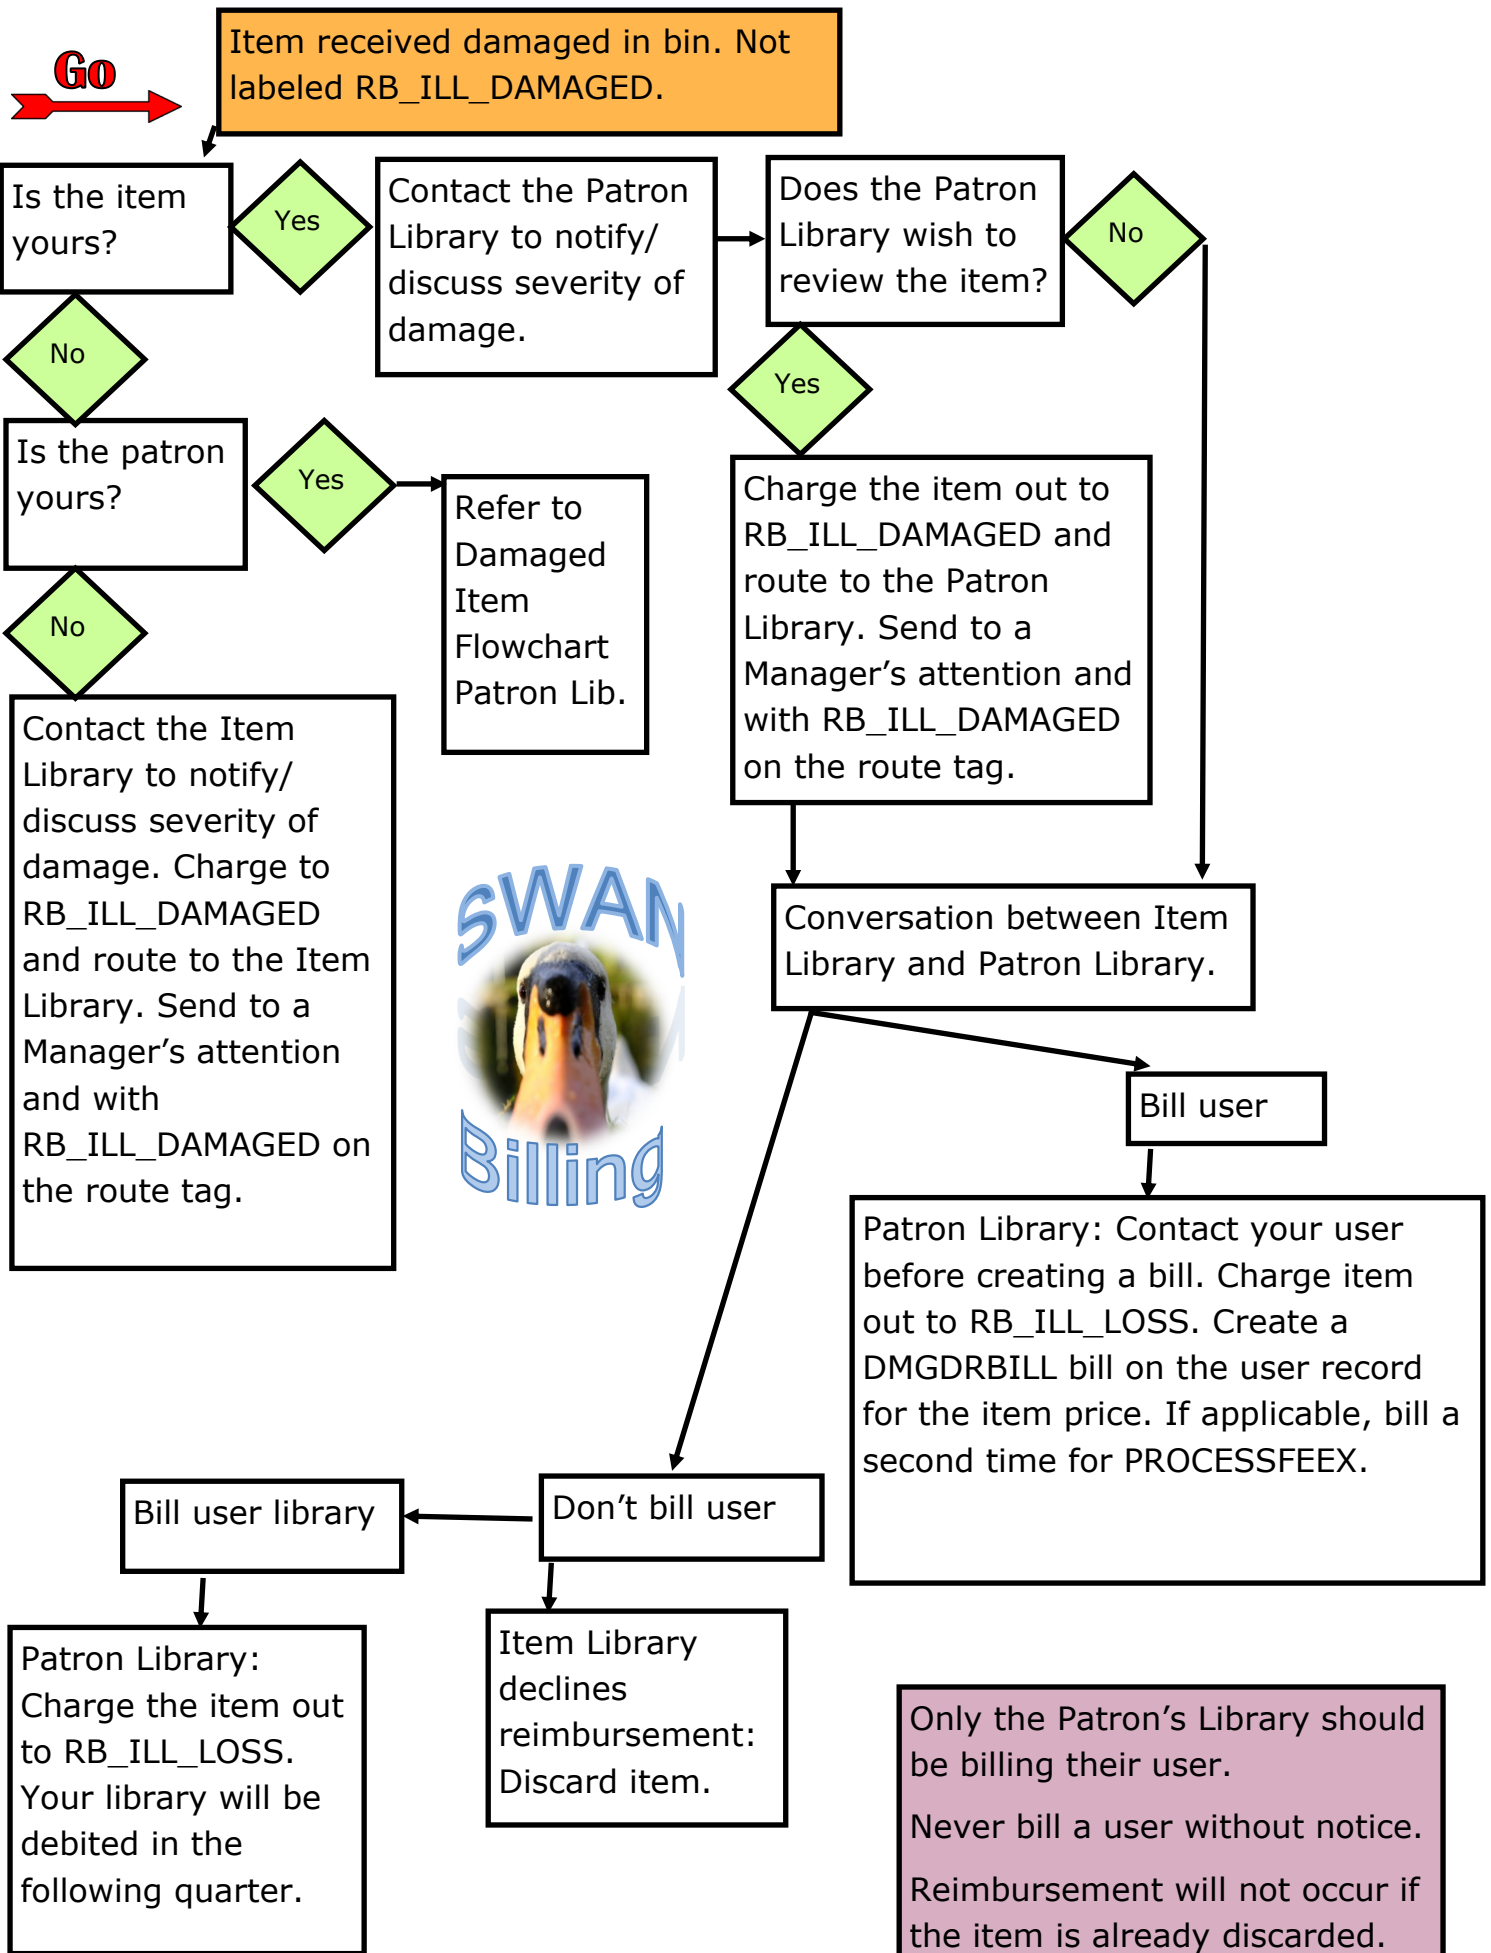 Go
Item received damaged in bin. Not
labeled RB_ILL_DAMAGED.
Is the item
yours?
Yes
Contact the Patron
Library to notify/
discuss severity of
damage.
Does the Patron
Library wish to
review the item?
No
No
Yes
Is the patron
yours?
Yes
Refer to
Damaged
Item
Flowchart
Patron Lib.
Charge the item out to
RB_ILL_DAMAGED and
route to the Patron
Library. Send to a
Manager’s attention and
with RB_ILL_DAMAGED
on the route tag.
No
Contact the Item
Library to notify/
discuss severity of
damage. Charge to
RB_ILL_DAMAGED
and route to the Item
Library. Send to a
Manager’s attention
and with
RB_ILL_DAMAGED on
the route tag.
SWAN
Billing
Conversation between Item
Library and Patron Library.
Bill user
Patron Library: Contact your user
before creating a bill. Charge item
out to RB_ILL_LOSS. Create a
DMGDRBILL bill on the user record
for the item price. If applicable, bill a
second time for PROCESSFEEX.
Bill user library
Don’t bill user
Patron Library:
Charge the item out
to RB_ILL_LOSS.
Your library will be
debited in the
following quarter.
Item Library
declines
reimbursement:
Discard item.
Only the Patron’s Library should
be billing their user.
Never bill a user without notice.
Reimbursement will not occur if
the item is already discarded.